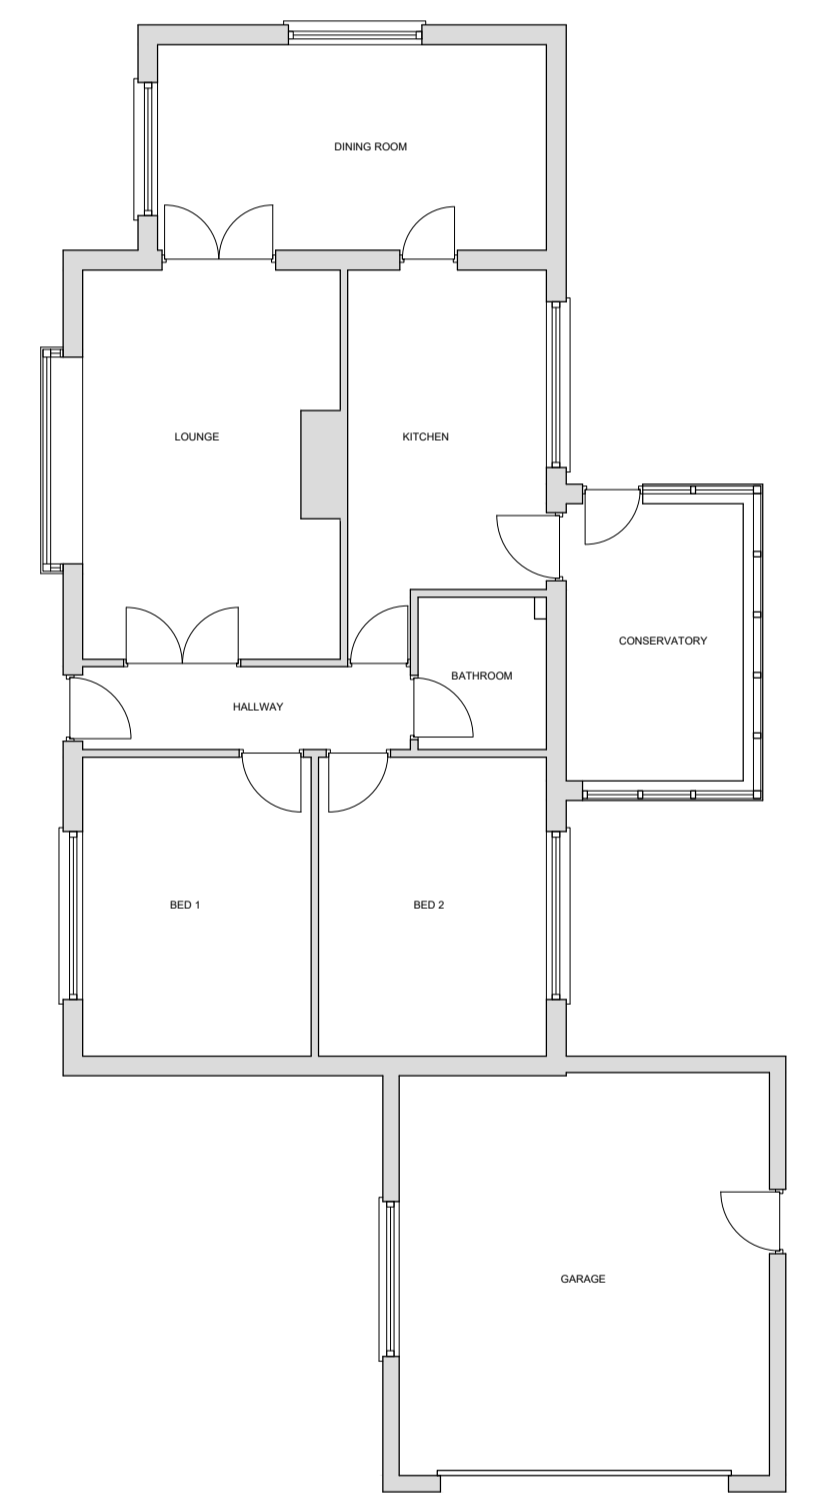 DINING ROOM
LOUNGE
KITCHEN
CONSERVATORY
BATHROOM
HALLWAY
BED 1
BED 2
GARAGE